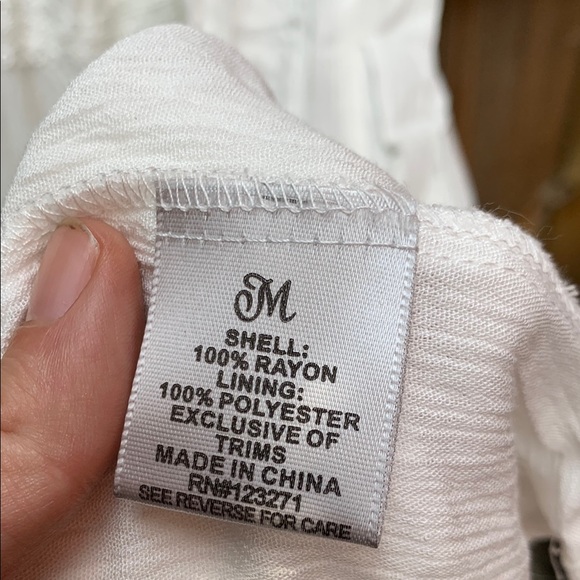 M
SHELL:
100% RAYON
LINING:
100% POLYESTER
EXCLUSIVE OF
TRIMS
MADE IN CHINA
RN#123271
SEE REVERSE FOR CARE